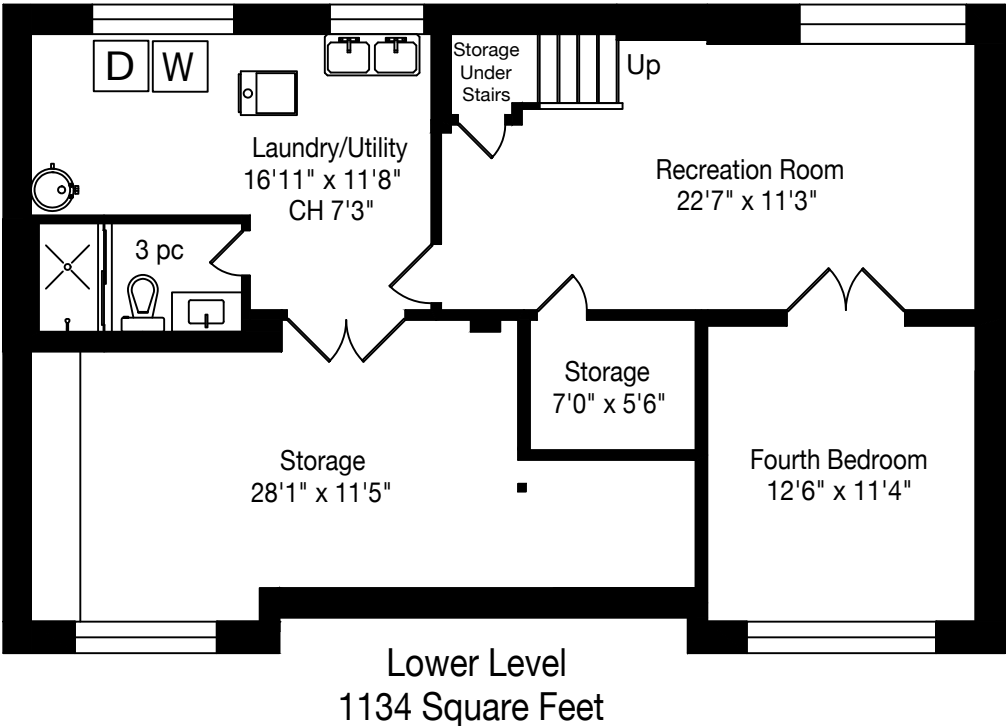 D
W
Storage
Under
Stairs
Up
Laundry/Utility
16'11" x 11'8"
CH 7'3"
Recreation Room
22'7" x 11'3"
3 pc
Storage
7'0" x 5'6"
Storage
28'1" x 11'5"
Fourth Bedroom
12'6" x 11'4"
Lower Level
1134 Square Feet